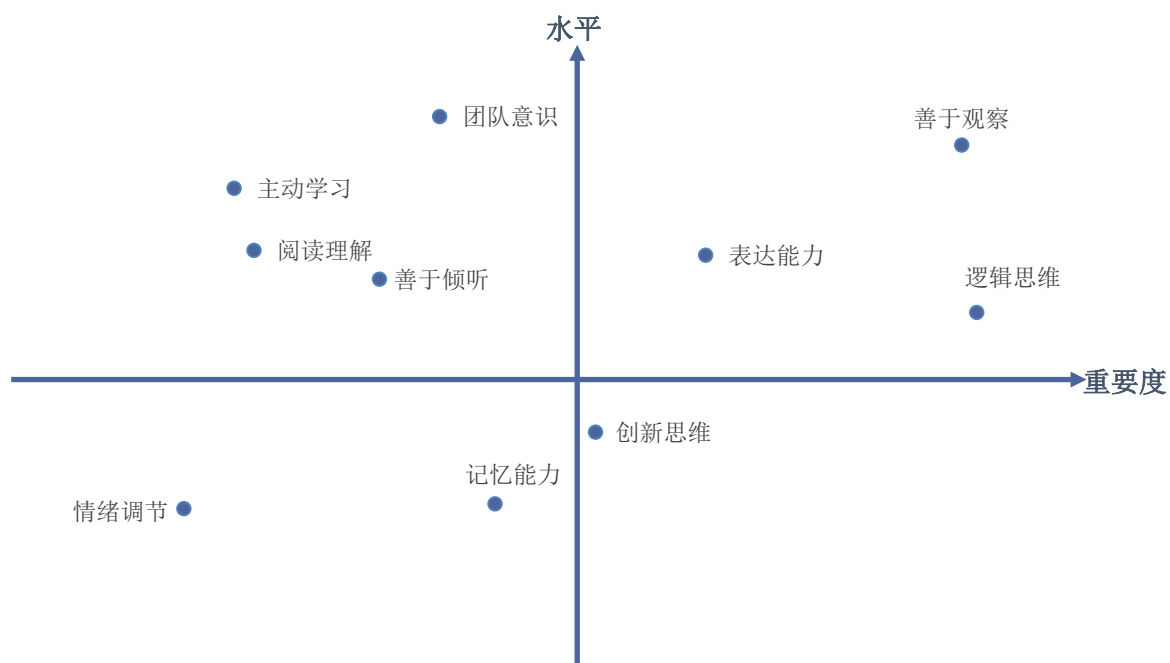 水平
团队意识
善于观察
主动学习
阅读理解
表达能力
善于倾听
逻辑思维
重要度
创新思维
记忆能力
情绪调节